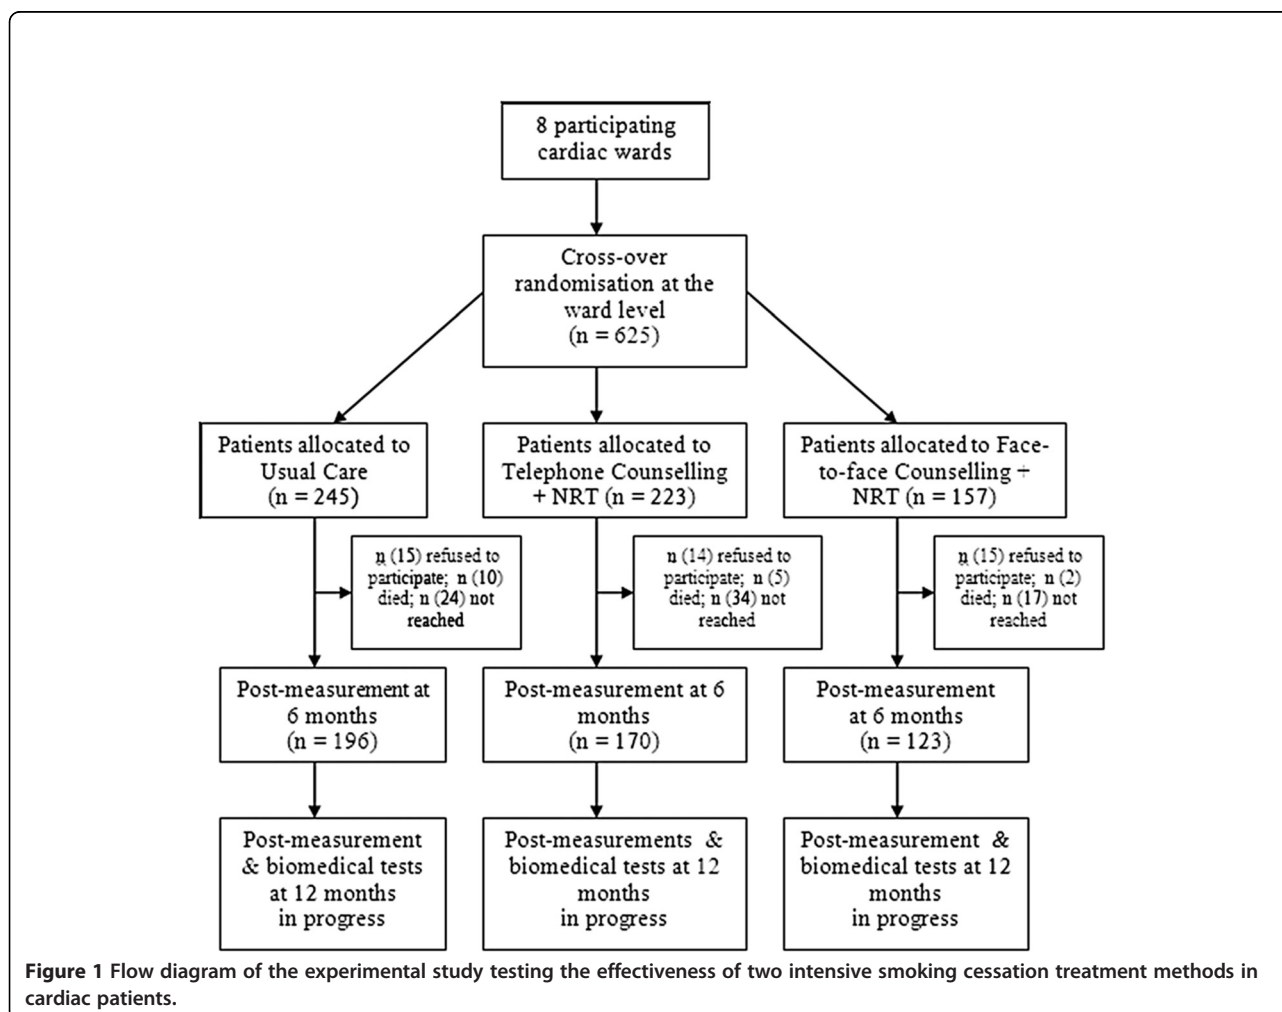 8 participating
cardiac wards
Cross-over
randomisation at the
ward level
(n = 625)
Patients allocated to
Usual Care
(n = 245)
Patients allocated to
Telephone Counselling
+ NRT (n = 223)
Patients allocated to Face-
to-face Counselling +
NRT (n = 157)
n (15) refused to
participate; n (10)
died; n (24) not
reached
n (14) refused to
participate; n (5)
died; n (34) not
reached
n (15) refused to
participate; n (2)
died; n (17) not
reached
Post-measurement at
6 months
(n = 196)
Post-measurement at 6
months
(n = 170)
Post-measurement
at 6 months
(n = 123)
Post-measurement
& biomedical tests
at 12 months
in progress
Post-measurements &
biomedical tests at 12
months
in progress
Post-measurement &
biomedical tests at 12
months
in progress
Figure 1 Flow diagram of the experimental study testing the effectiveness of two intensive smoking cessation treatment methods in
cardiac patients.